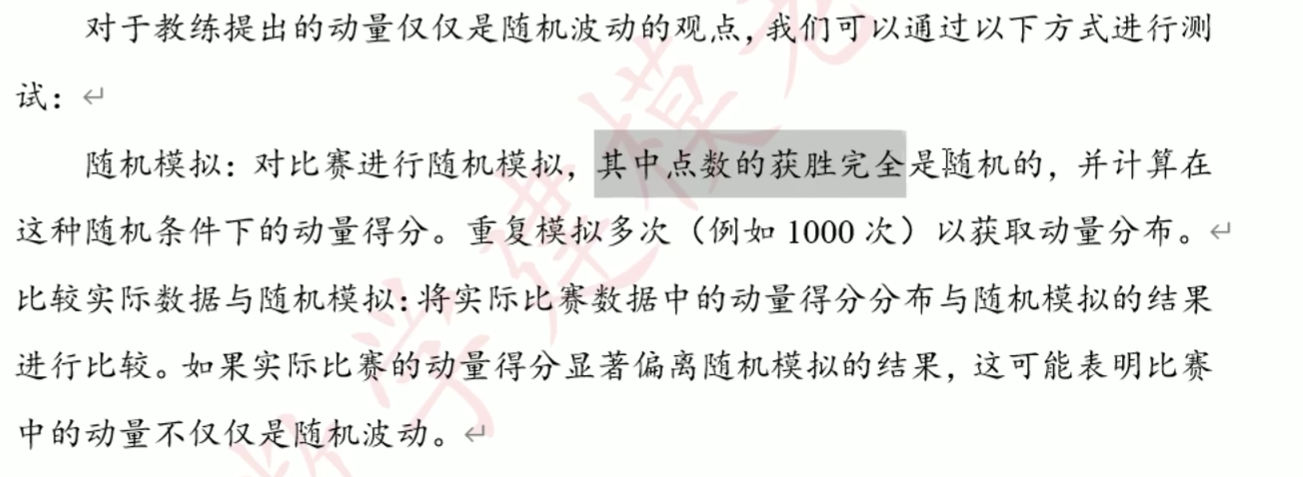 对于教练提出的动量仅仅是随机波动的观点，我们可以通过以下方式进行测
试：
随机模拟：对比赛进行随机模拟，其中点数的获胜完全是随机的，并计算在
这种随机条件下的动量得分。重复模拟多次（例如 1000 次）以获取动量分布。
比较实际数据与随机模拟：将实际比赛数据中的动量得分分布与随机模拟的结果
进行比较。如果实际比赛的动量得分显著偏离随机模拟的结果，这可能表明比赛
中的动量不仅仅是随机波动。
数学建模老